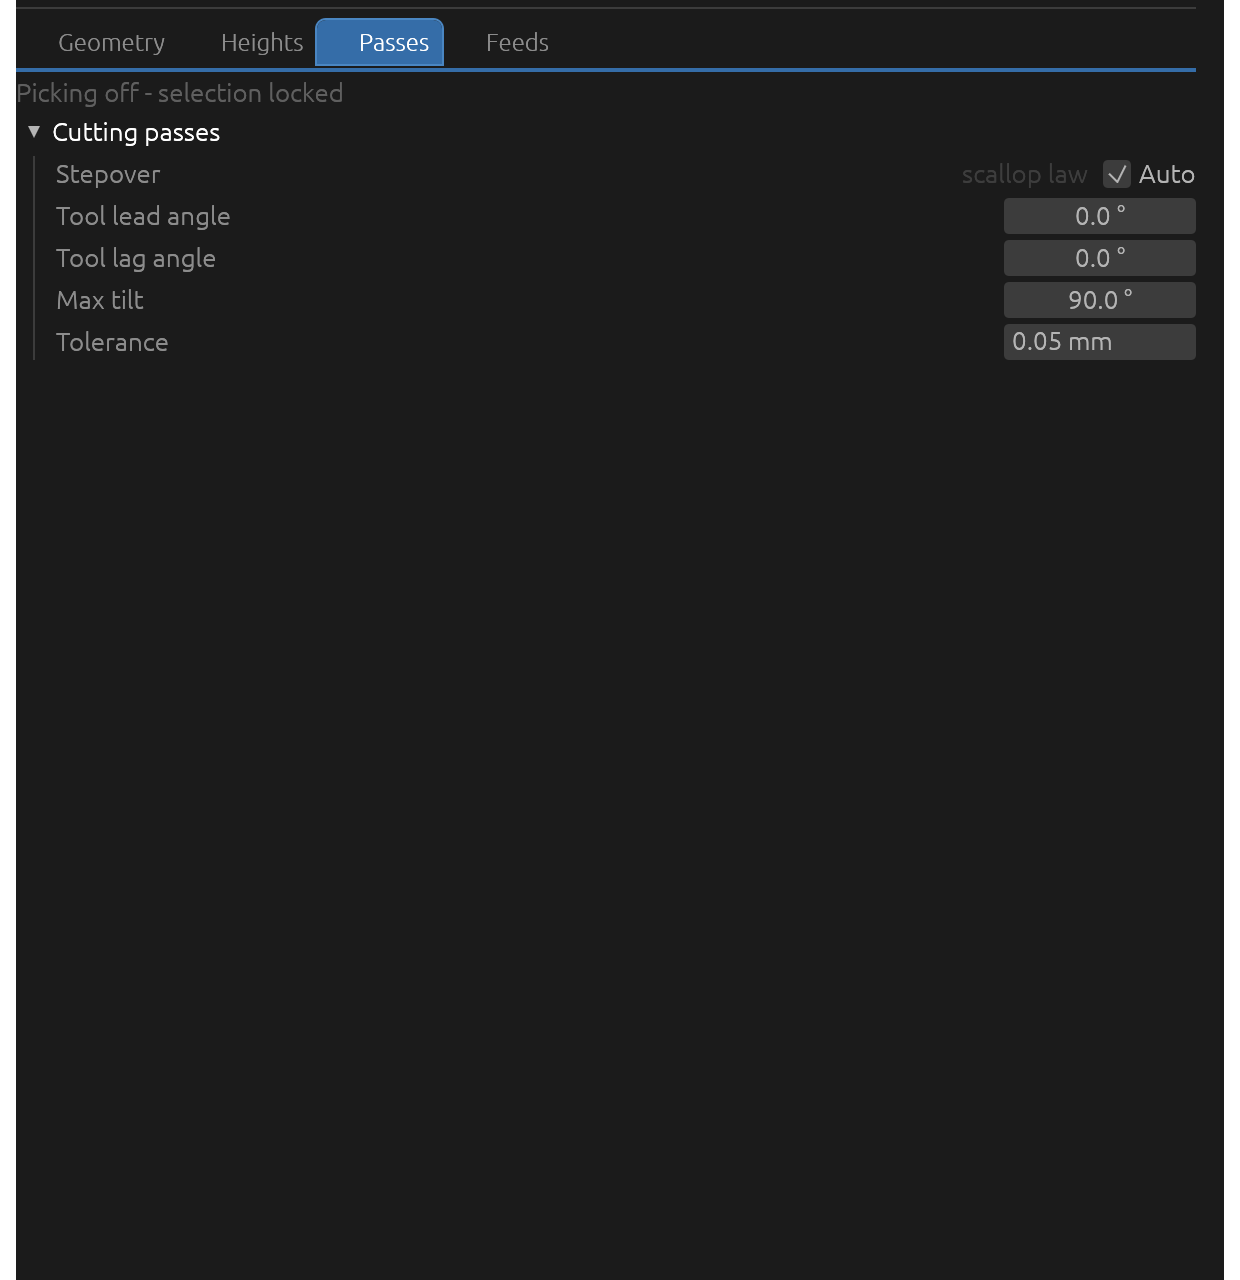 Geometry Heights Passes Feeds
Picking off - selection locked
Cutting passes
Stepover scallop law Auto
Tool lead angle 0.0 °
Tool lag angle 0.0 °
Max tilt 90.0 °
Tolerance 0.05 mm